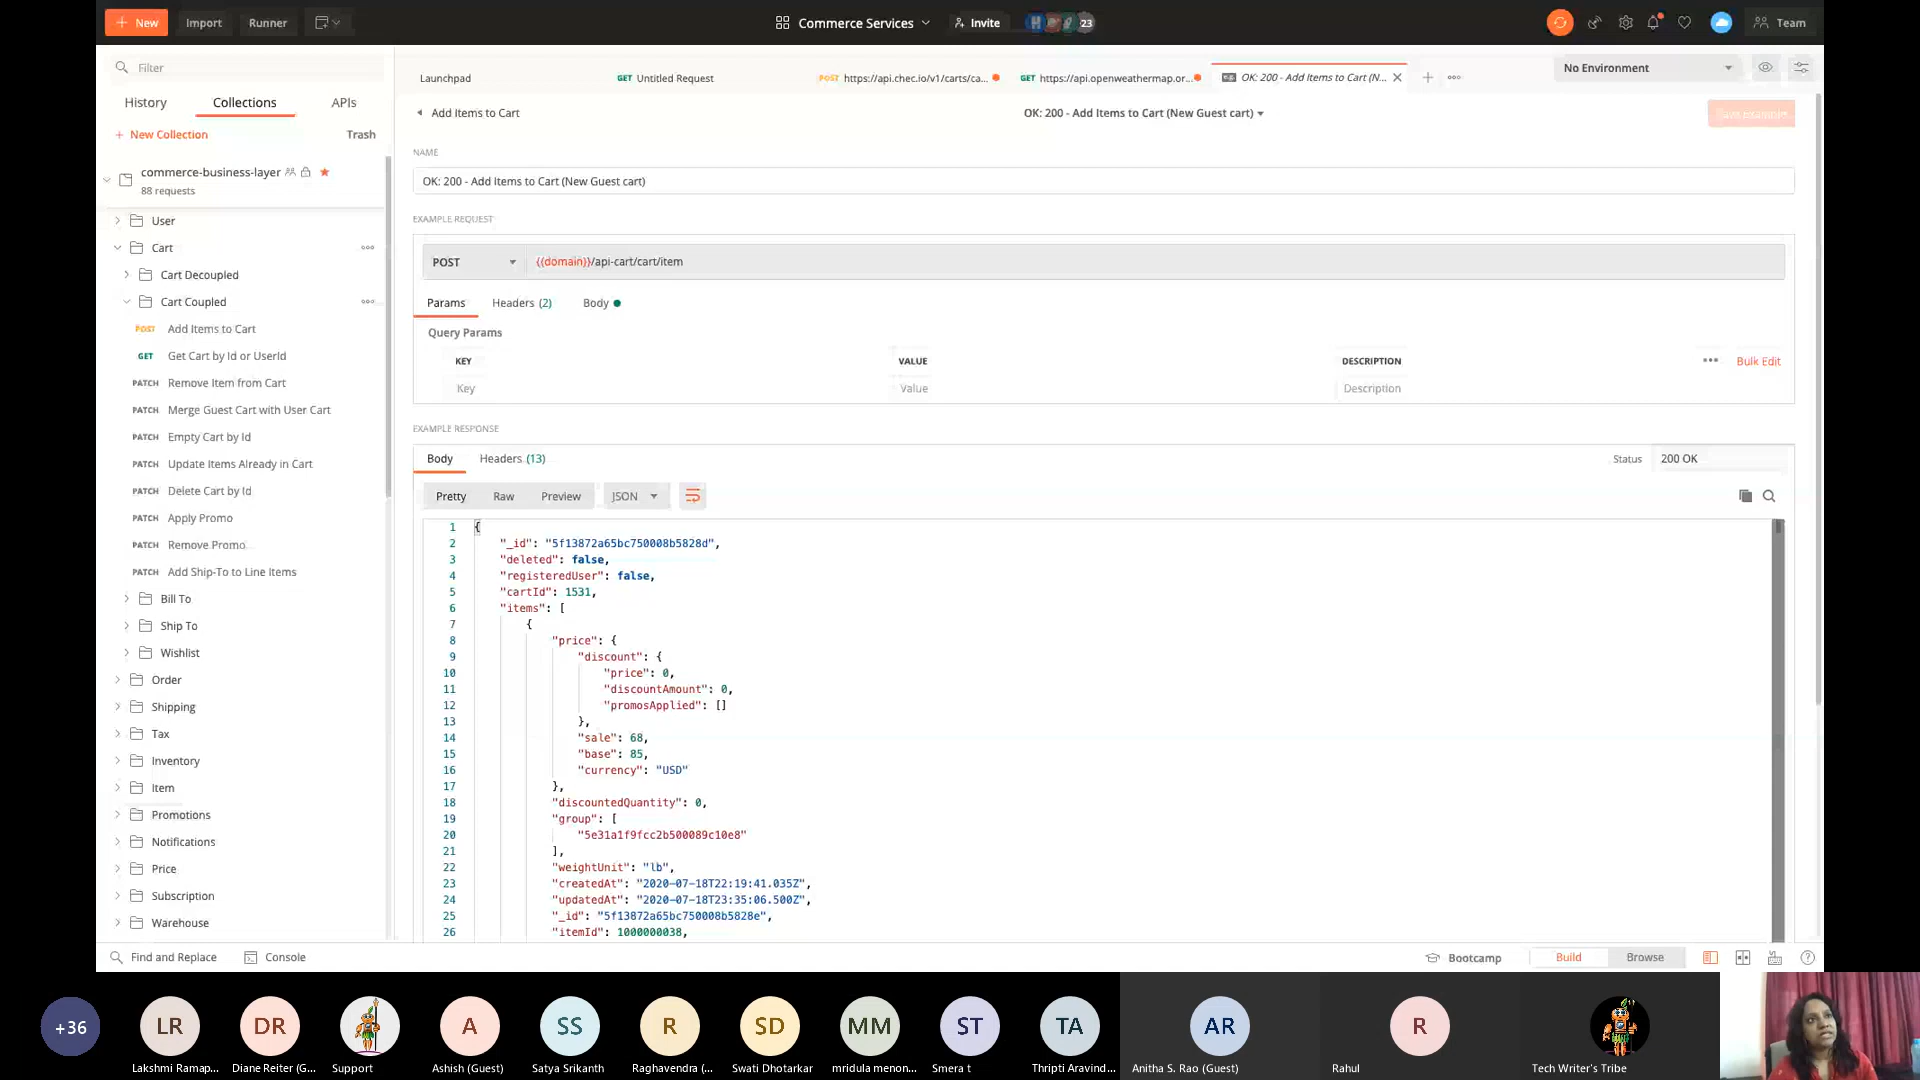 New
Import
Runner
Commerce Services
Invite
23
Team
Filter
History
Collections
APIs
New Collection
Trash
commerce-business-layer
88 requests
User
Cart
Cart Decoupled
Cart Coupled
POST Add Items to Cart
GET Get Cart by Id or UserId
PATCH Remove Item from Cart
PATCH Merge Guest Cart with User Cart
PATCH Empty Cart by Id
PATCH Update Items Already in Cart
PATCH Delete Cart by Id
PATCH Apply Promo
PATCH Remove Promo
PATCH Add Ship-To to Line Items
Bill To
Ship To
Wishlist
Order
Shipping
Tax
Inventory
Item
Promotions
Notifications
Price
Subscription
Warehouse
Launchpad
GET Untitled Request
POST https://api.chec.io/v1/carts/ca...
GET https://api.openweathermap.or...
OK: 200 - Add Items to Cart (N...
No Environment
Add Items to Cart
OK: 200 - Add Items to Cart (New Guest cart)
Save Example
NAME
OK: 200 - Add Items to Cart (New Guest cart)
EXAMPLE REQUEST
POST
{{domain}}/api-cart/cart/item
Params
Headers (2)
Body
Query Params
KEY
VALUE
DESCRIPTION
Bulk Edit
Key
Value
Description
EXAMPLE RESPONSE
Body
Headers (13)
Status
200 OK
Pretty
Raw
Preview
JSON
1 {
2 "_id": "5f13872a65bc750008b5828d",
3 "deleted": false,
4 "registeredUser": false,
5 "cartId": 1531,
6 "items": [
7 {
8 "price": {
9 "discount": {
10 "price": 0,
11 "discountAmount": 0,
12 "promosApplied": []
13 },
14 "sale": 68,
15 "base": 85,
16 "currency": "USD"
17 },
18 "discountedQuantity": 0,
19 "group": [
20 "5e31a1f9fcc2b500089c10e8"
21 ],
22 "weightUnit": "lb",
23 "createdAt": "2020-07-18T22:19:41.035Z",
24 "updatedAt": "2020-07-18T23:35:06.500Z",
25 "_id": "5f13872a65bc750008b5828e",
26 "itemId": 1000000038,
Find and Replace
Console
Bootcamp
Build
Browse
+36
LR
DR
A
SS
R
SD
MM
ST
TA
AR
R
Lakshmi Ramap...
Diane Reiter (G...
Support
Ashish (Guest)
Satya Srikanth
Raghavendra (...
Swati Dhotarkar
mridula menon...
Smera t
Thripti Aravind...
Anitha S. Rao (Guest)
Rahul
Tech Writer's Tribe